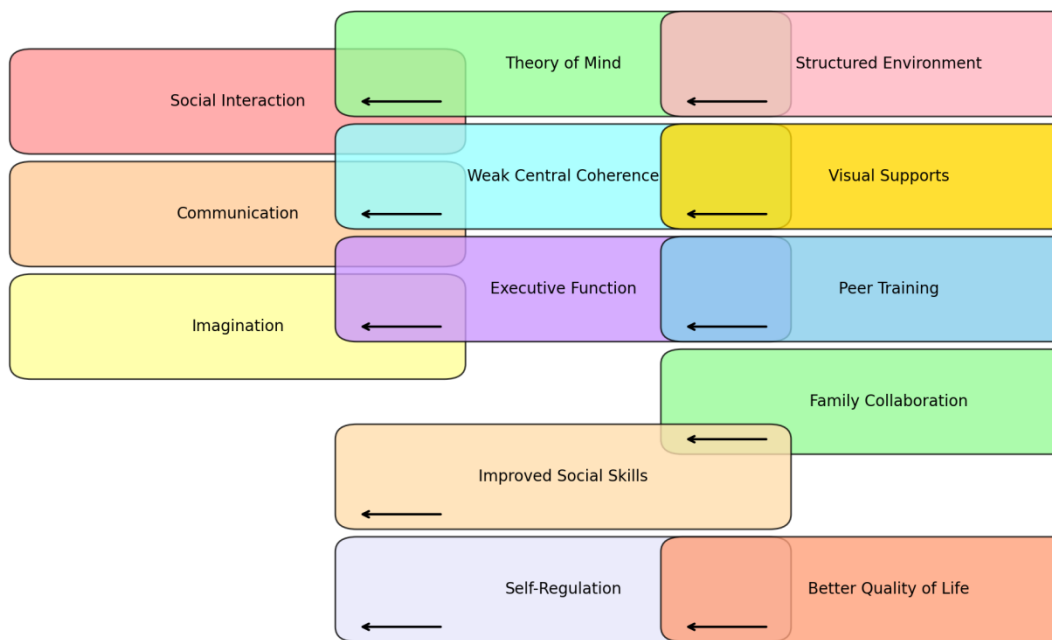 Social Interaction
Communication
Imagination
Theory of Mind
Weak Central Coherence
Executive Function
Structured Environment
Visual Supports
Peer Training
Family Collaboration
Improved Social Skills
Self-Regulation
Better Quality of Life